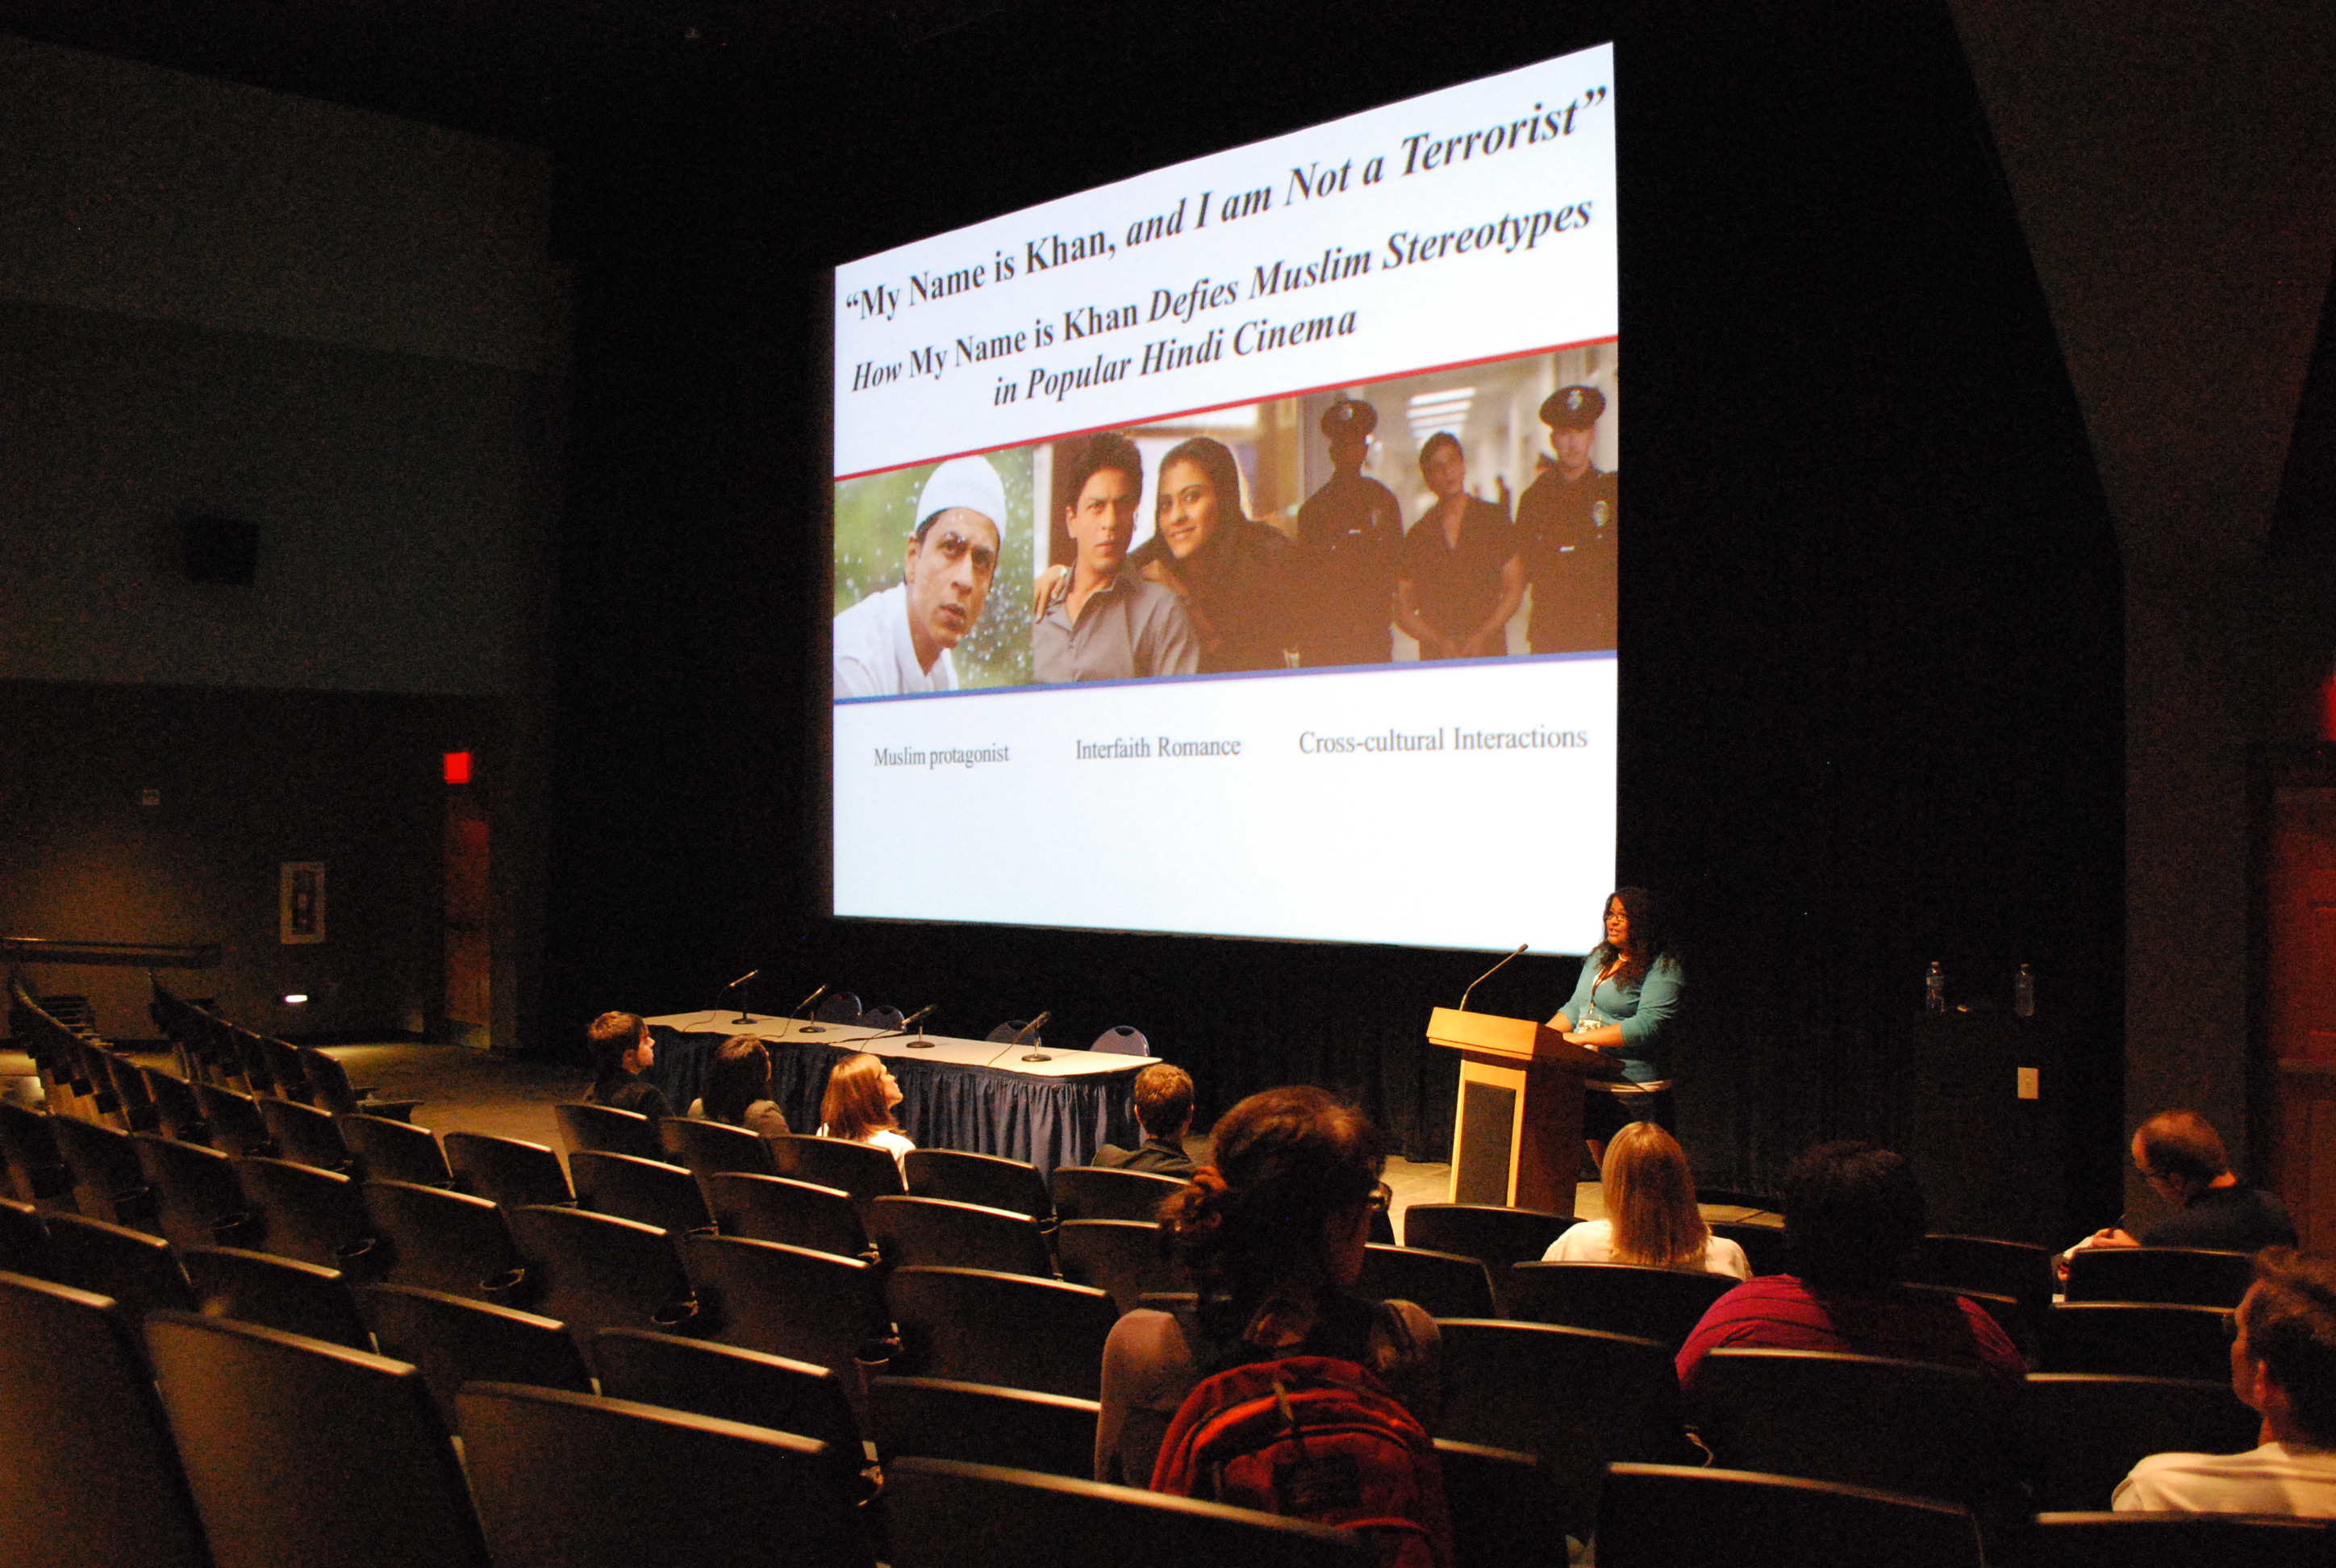 “My Name is Khan, and I am Not a Terrorist”
How My Name is Khan Defies Muslim Stereotypes
in Popular Hindi Cinema
Muslim protagonist
Interfaith Romance
Cross-cultural Interactions